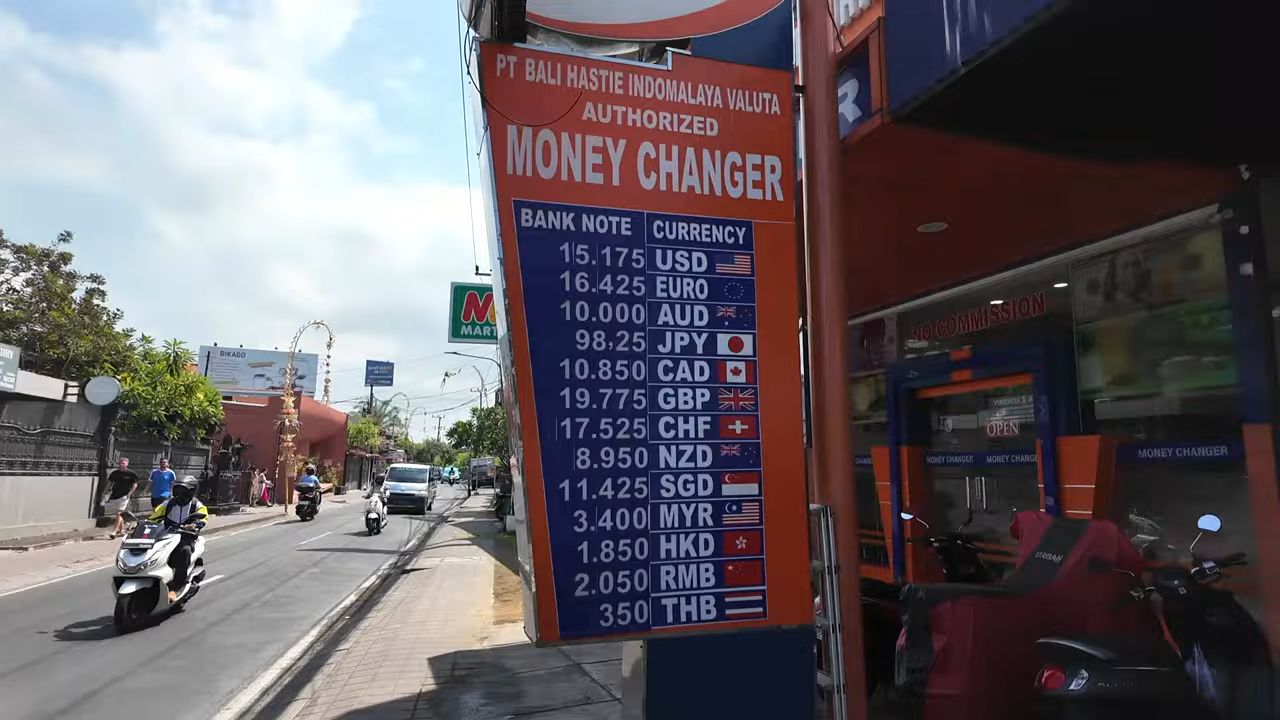 PT BALI HASTIE INDOMALAYA VALUTA
AUTHORIZED
MONEY CHANGER
BANK NOTE CURRENCY
15.175 USD
16.425 EURO
10.000 AUD
98,25 JPY
10.850 CAD
19.775 GBP
17.525 CHF
8.950 NZD
11.425 SGD
3.400 MYR
1.850 HKD
2.050 RMB
350 THB
MART
BIKAGO
R
NO COMMISSION
OPEN
MONEY CHANGER MONEY CHANG
MONEY CHANGER
URBAN